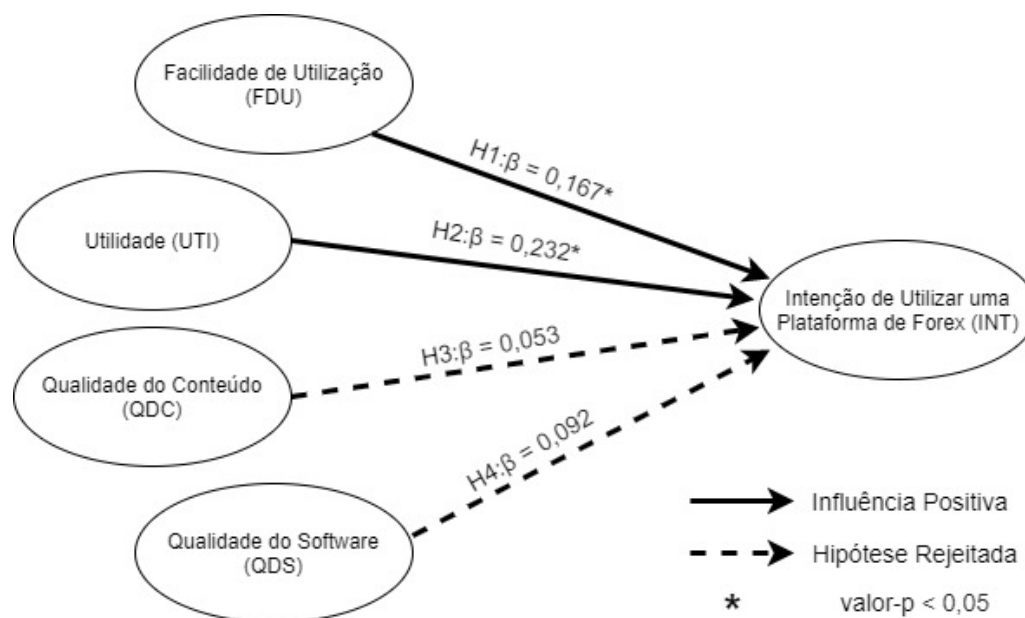 Facilidade de Utilização
(FDU)
H1:β = 0,167*
Utilidade (UTI)
H2:β = 0,232*
Intenção de Utilizar uma
Plataforma de Forex (INT)
H3:β = 0,053
Qualidade do Conteúdo
(QDC)
H4:β = 0,092
Qualidade do Software
(QDS)
Influência Positiva
Hipótese Rejeitada
* valor-p < 0,05